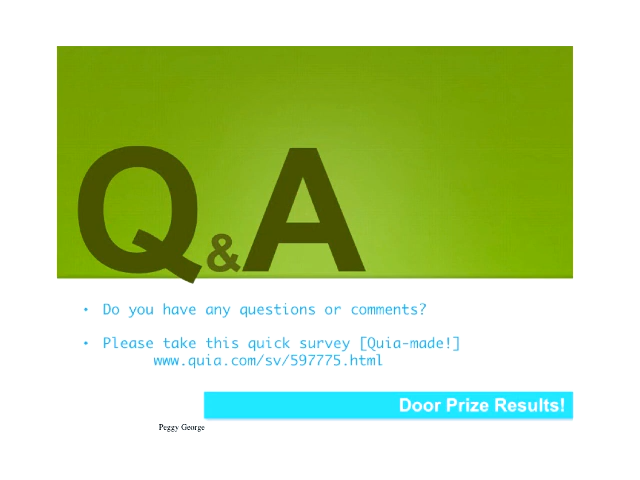 Q&A
• Do you have any questions or comments?
• Please take this quick survey [Quia-made!]
www.quia.com/sv/597775.html
Door Prize Results!
Peggy George